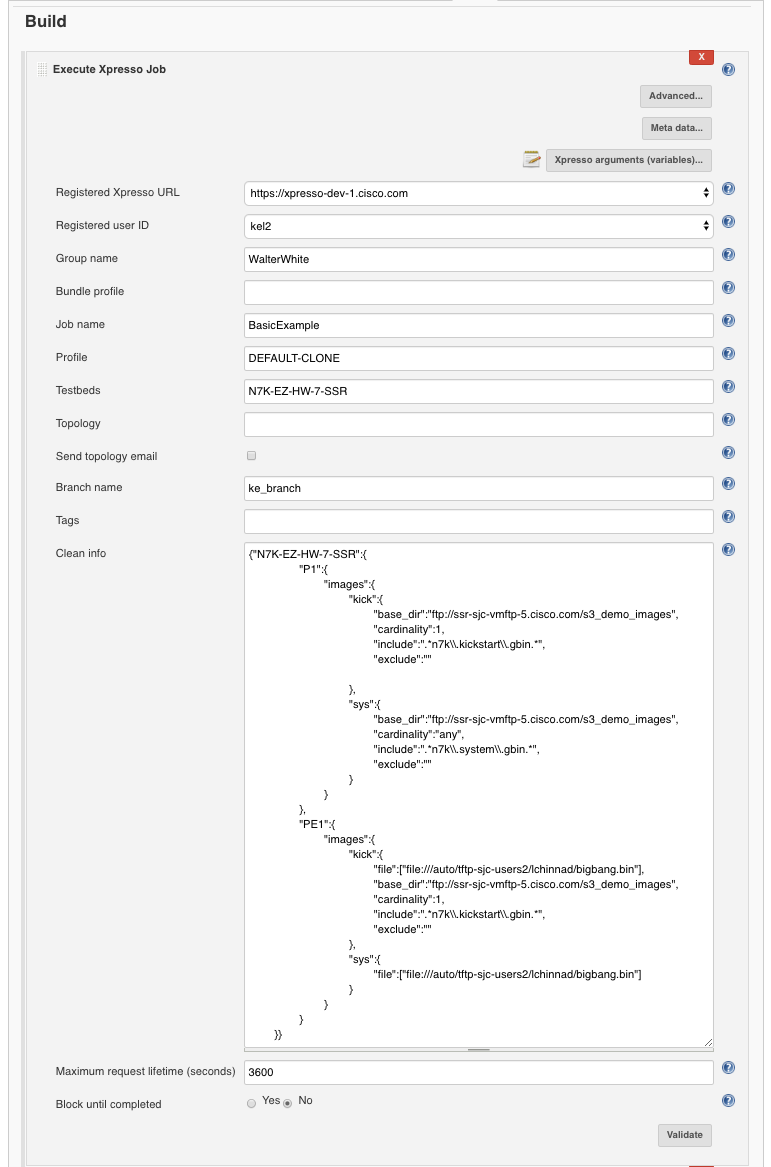 Build
Execute Xpresso Job
X
Advanced...
Meta data...
Xpresso arguments (variables)...
Registered Xpresso URL
https://xpresso-dev-1.cisco.com
Registered user ID
kel2
Group name
WalterWhite
Bundle profile
Job name
BasicExample
Profile
DEFAULT-CLONE
Testbeds
N7K-EZ-HW-7-SSR
Topology
Send topology email
Branch name
ke_branch
Tags
Clean info
{"N7K-EZ-HW-7-SSR":{
"P1":{
"images":{
"kick":{
"base_dir":"ftp://ssr-sjc-vmftp-5.cisco.com/s3_demo_images",
"cardinality":1,
"include":".*n7k\\.kickstart\\.gbin.*",
"exclude":""
},
"sys":{
"base_dir":"ftp://ssr-sjc-vmftp-5.cisco.com/s3_demo_images",
"cardinality":"any",
"include":".*n7k\\.system\\.gbin.*",
"exclude":""
}
}
},
"PE1":{
"images":{
"kick":{
"file":["file:///auto/tftp-sjc-users2/lchinnad/bigbang.bin"],
"base_dir":"ftp://ssr-sjc-vmftp-5.cisco.com/s3_demo_images",
"cardinality":1,
"include":".*n7k\\.kickstart\\.gbin.*",
"exclude":""
},
"sys":{
"file":["file:///auto/tftp-sjc-users2/lchinnad/bigbang.bin"]
}
}
}
}}
Maximum request lifetime (seconds)
3600
Block until completed
Yes No
Validate